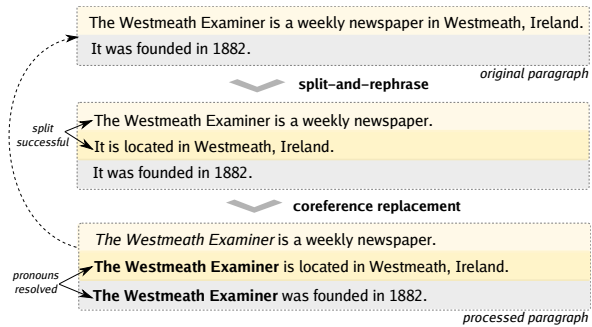 The Westmeath Examiner is a weekly newspaper in Westmeath, Ireland.
It was founded in 1882.
original paragraph
split-and-rephrase
split
successful
The Westmeath Examiner is a weekly newspaper.
It is located in Westmeath, Ireland.
It was founded in 1882.
coreference replacement
pronouns
resolved
The Westmeath Examiner is a weekly newspaper.
The Westmeath Examiner is located in Westmeath, Ireland.
The Westmeath Examiner was founded in 1882.
processed paragraph